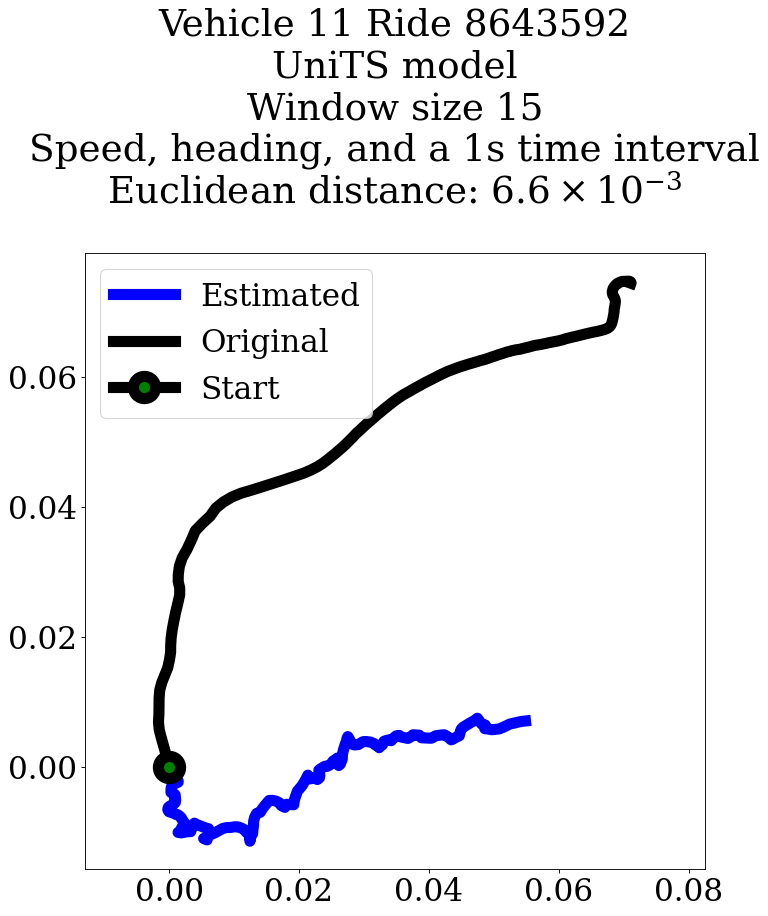 Vehicle 11 Ride 8643592
UniTS model
Window size 15
Speed, heading, and a 1s time interval
Euclidean distance: 6.6 × 10⁻³
Estimated
Original
Start
0.06
0.04
0.02
0.00
0.00 0.02 0.04 0.06 0.08